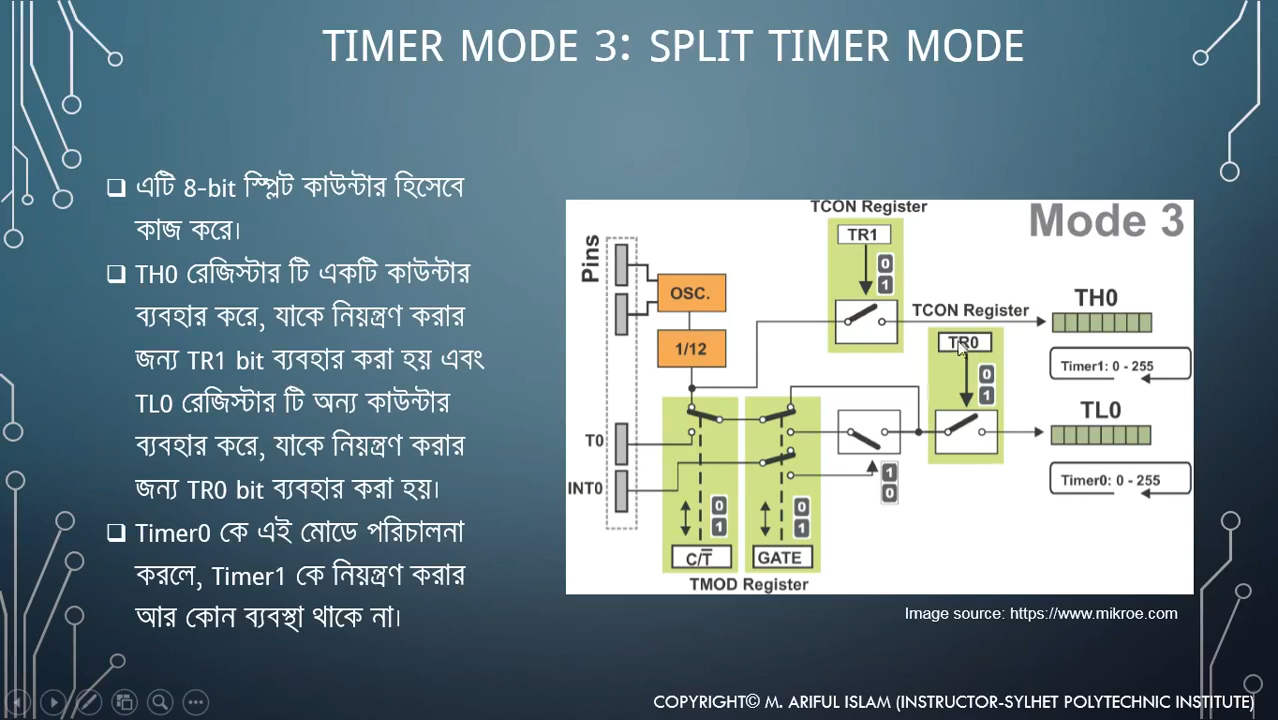 TIMER MODE 3: SPLIT TIMER MODE
এটি 8-bit স্প্লিট কাউন্টার হিসেবে
কাজ করে।
TH0 রেজিস্টার টি একটি কাউন্টার
ব্যবহার করে, যাকে নিয়ন্ত্রণ করার
জন্য TR1 bit ব্যবহার করা হয় এবং
TL0 রেজিস্টার টি অন্য কাউন্টার
ব্যবহার করে, যাকে নিয়ন্ত্রণ করার
জন্য TR0 bit ব্যবহার করা হয়।
Timer0 কে এই মোডে পরিচালনা
করলে, Timer1 কে নিয়ন্ত্রণ করার
আর কোন ব্যবস্থা থাকে না।
TCON Register
Mode 3
TR1
Pins
0
1
OSC.
TH0
TCON Register
TR0
1/12
Timer1: 0 - 255
0
1
TL0
T0
INT0
1
0
Timer0: 0 - 255
0
1
0
1
C/T̅
GATE
TMOD Register
Image source: https://www.mikroe.com
COPYRIGHT© M. ARIFUL ISLAM (INSTRUCTOR-SYLHET POLYTECHNIC INSTITUTE)